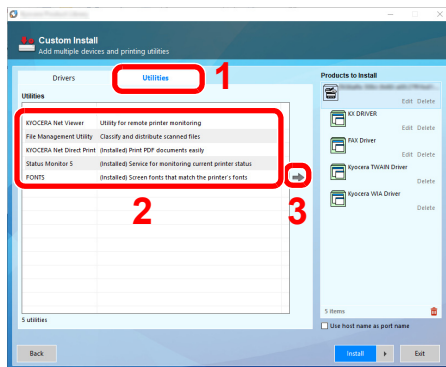 Custom Install
Add multiple devices and printing utilities
Drivers
Utilities
1
Products to Install
Utilities
Edit Delete
KX DRIVER
Edit Delete
KYOCERA Net Viewer Utility for remote printer monitoring
File Management Utility Classify and distribute scanned files
KYOCERA Net Direct Print (Installed) Print PDF documents easily
Status Monitor 5 (Installed) Service for monitoring current printer status
FONTS (Installed) Screen fonts that match the printer's fonts
FAX Driver
Edit Delete
Kyocera TWAIN Driver
Delete
Kyocera WIA Driver
Delete
2
3
5 items
5 utilities
Use host name as port name
Back
Install
Exit